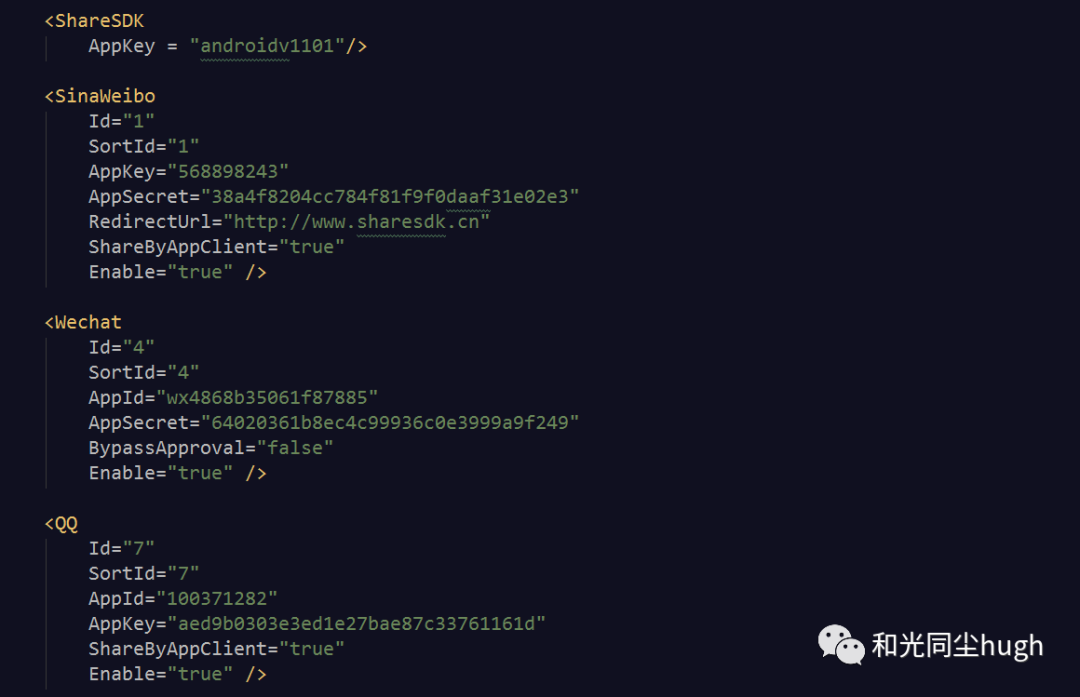 <ShareSDK
AppKey = "androidv1101"/>
<SinaWeibo
Id="1"
SortId="1"
AppKey="568898243"
AppSecret="38a4f8204cc784f81f9f0daaf31e02e3"
RedirectUrl="http://www.sharesdk.cn"
ShareByAppClient="true"
Enable="true" />
<Wechat
Id="4"
SortId="4"
AppId="wx4868b35061f87885"
AppSecret="64020361b8ec4c99936c0e3999a9f249"
BypassApproval="false"
Enable="true" />
<QQ
Id="7"
SortId="7"
AppId="100371282"
AppKey="aed9b0303e3ed1e27bae87c33761161d"
ShareByAppClient="true"
Enable="true" />
和光同尘hugh